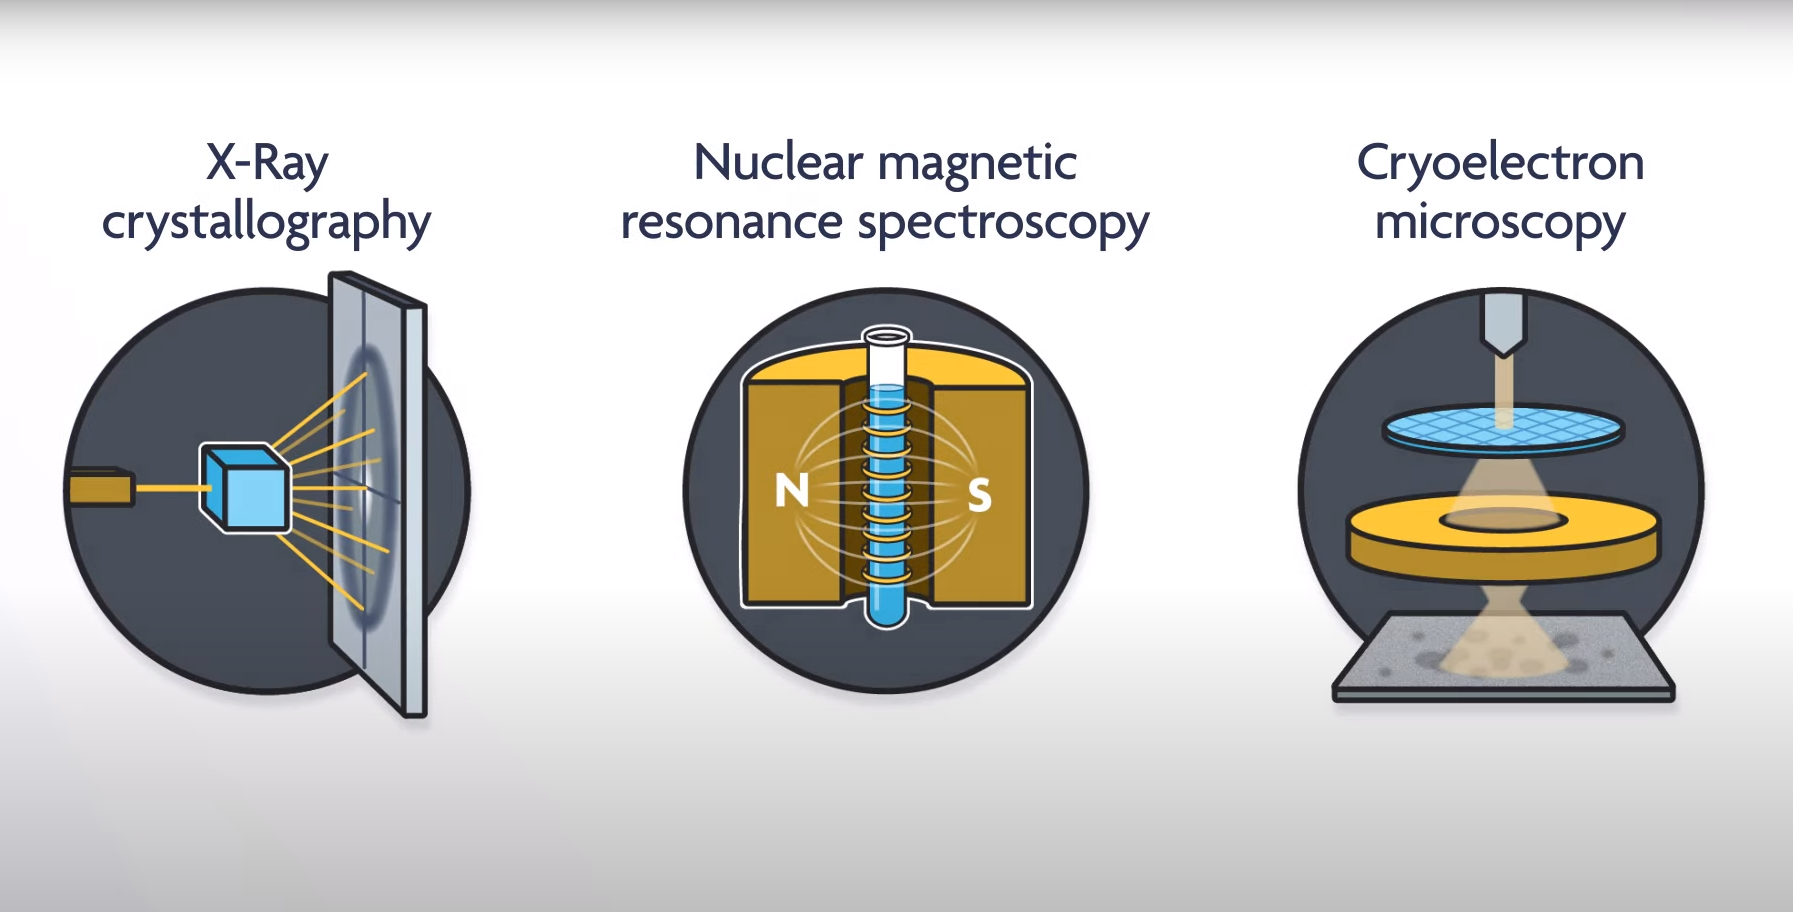 X-Ray
crystallography
Nuclear magnetic
resonance spectroscopy
Cryoelectron
microscopy
N
S